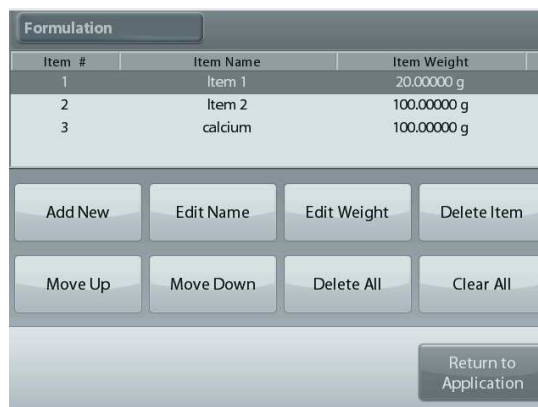 Formulation
Item # Item Name Item Weight
1 Item 1 20.00000 g
2 Item 2 100.00000 g
3 calcium 100.00000 g
Add New Edit Name Edit Weight Delete Item
Move Up Move Down Delete All Clear All
Return to
Application